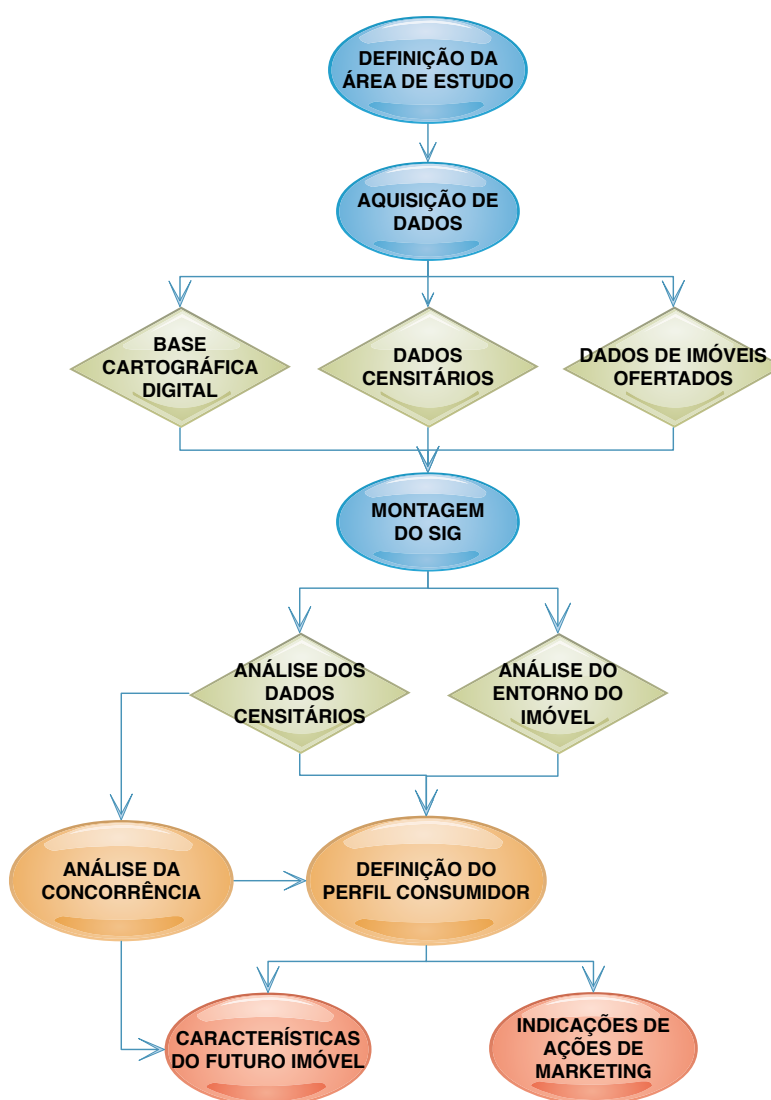 DEFINIÇÃO DA
ÁREA DE ESTUDO
AQUISIÇÃO DE
DADOS
BASE
CARTOGRÁFICA
DIGITAL
DADOS
CENSITÁRIOS
DADOS DE IMÓVEIS
OFERTADOS
MONTAGEM
DO SIG
ANÁLISE DOS
DADOS
CENSITÁRIOS
ANÁLISE DO
ENTORNO DO
IMÓVEL
ANÁLISE DA
CONCORRÊNCIA
DEFINIÇÃO DO
PERFIL CONSUMIDOR
CARACTERÍSTICAS
DO FUTURO IMÓVEL
INDICAÇÕES DE
AÇÕES DE
MARKETING